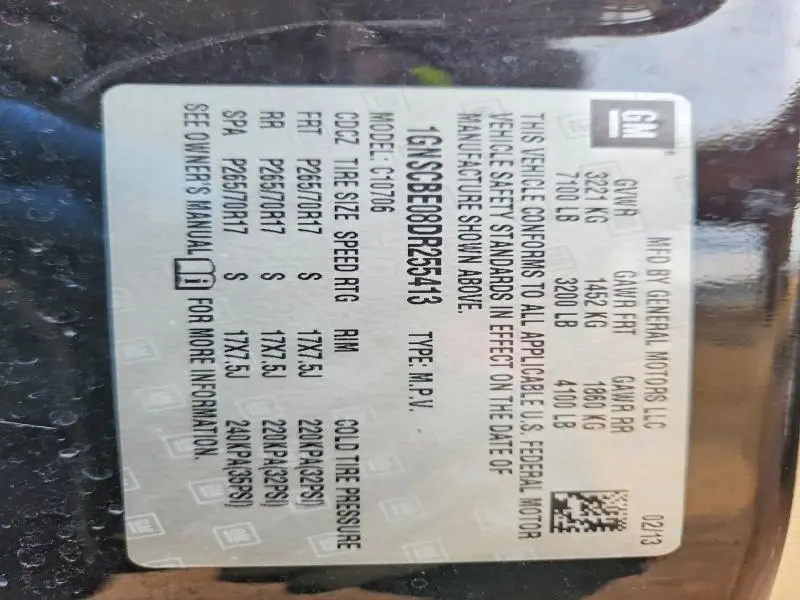 GM
MFD BY GENERAL MOTORS LLC 02/13
GVWR GAWR FRT GAWR RR
3221 KG 1452 KG 1860 KG
7100 LB 3200 LB 4100 LB
THIS VEHICLE CONFORMS TO ALL APPLICABLE U.S. FEDERAL MOTOR
VEHICLE SAFETY STANDARDS IN EFFECT ON THE DATE OF
MANUFACTURE SHOWN ABOVE.
1GNSCBE08DR255413 TYPE: M.P.V.
MODEL: C10706
CDCZ TIRE SIZE SPEED RTG RIM COLD TIRE PRESSURE
FRT P265/70R17 S 17X7.5J 220KPA(32PSI)
RR P265/70R17 S 17X7.5J 220KPA(32PSI)
SPA P265/70R17 S 17X7.5J 240KPA(35PSI)
SEE OWNER'S MANUAL FOR MORE INFORMATION.